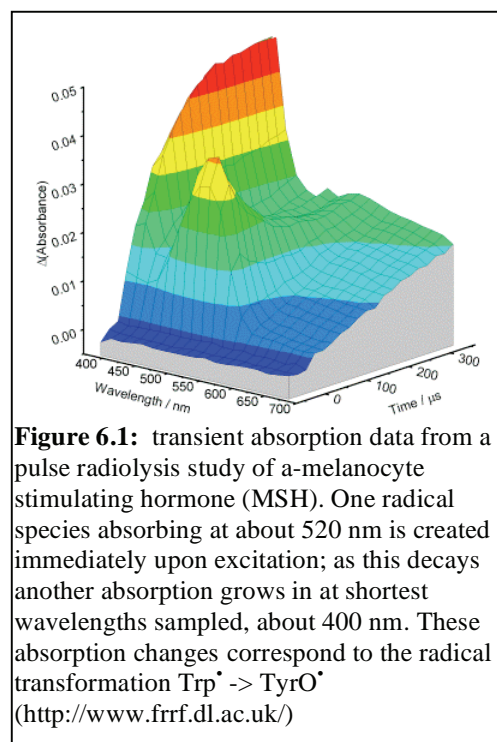 0.05
0.04
0.03
0.02
0.01
0.00
Δ(Absorbance)
400
450
500
550
600
650
700
Wavelength / nm
0
100
200
300
Time / μs
Figure 6.1: transient absorption data from a
pulse radiolysis study of a-melanocyte
stimulating hormone (MSH). One radical
species absorbing at about 520 nm is created
immediately upon excitation; as this decays
another absorption grows in at shortest
wavelengths sampled, about 400 nm. These
absorption changes correspond to the radical
transformation Trp• -> TyrO•
(http://www.frrf.dl.ac.uk/)